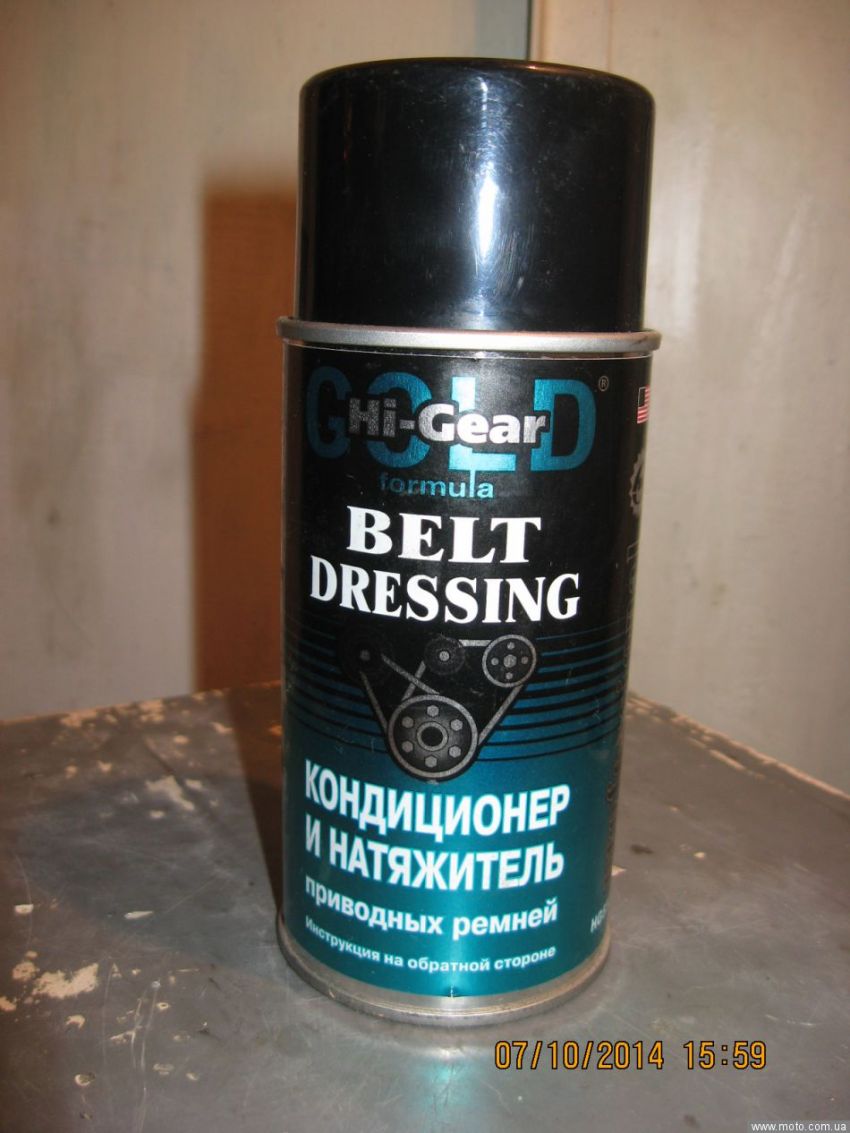 GOLD®
Hi-Gear
formula
BELT
DRESSING
КОНДИЦИОНЕР
И НАТЯЖИТЕЛЬ
приводных ремней
Инструкция на обратной стороне
07/10/2014 15:59
www.moto.com.ua